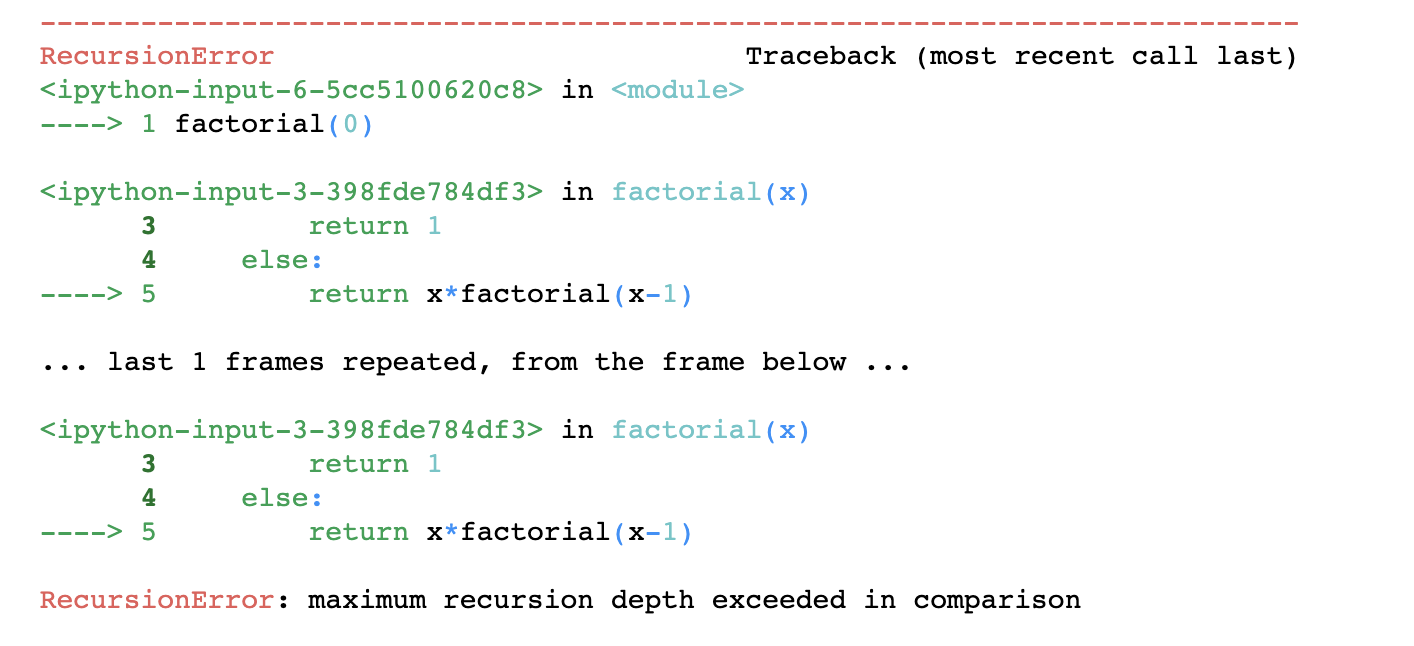 ---------------------------------------------------------------------------
RecursionError                            Traceback (most recent call last)
<ipython-input-6-5cc5100620c8> in <module>
----> 1 factorial(0)

<ipython-input-3-398fde784df3> in factorial(x)
      3         return 1
      4     else:
----> 5         return x*factorial(x-1)

... last 1 frames repeated, from the frame below ...

<ipython-input-3-398fde784df3> in factorial(x)
      3         return 1
      4     else:
----> 5         return x*factorial(x-1)

RecursionError: maximum recursion depth exceeded in comparison